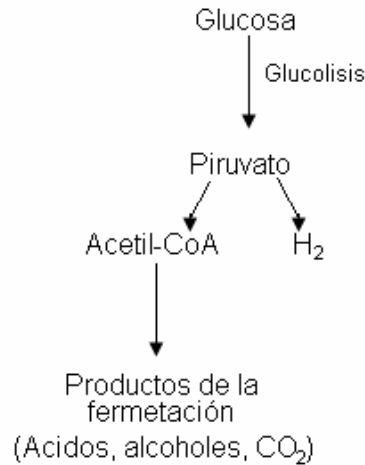 Glucosa
Glucolisis
Piruvato
Acetil-CoA
H₂
Productos de la
fermetación
(Acidos, alcoholes, CO₂)